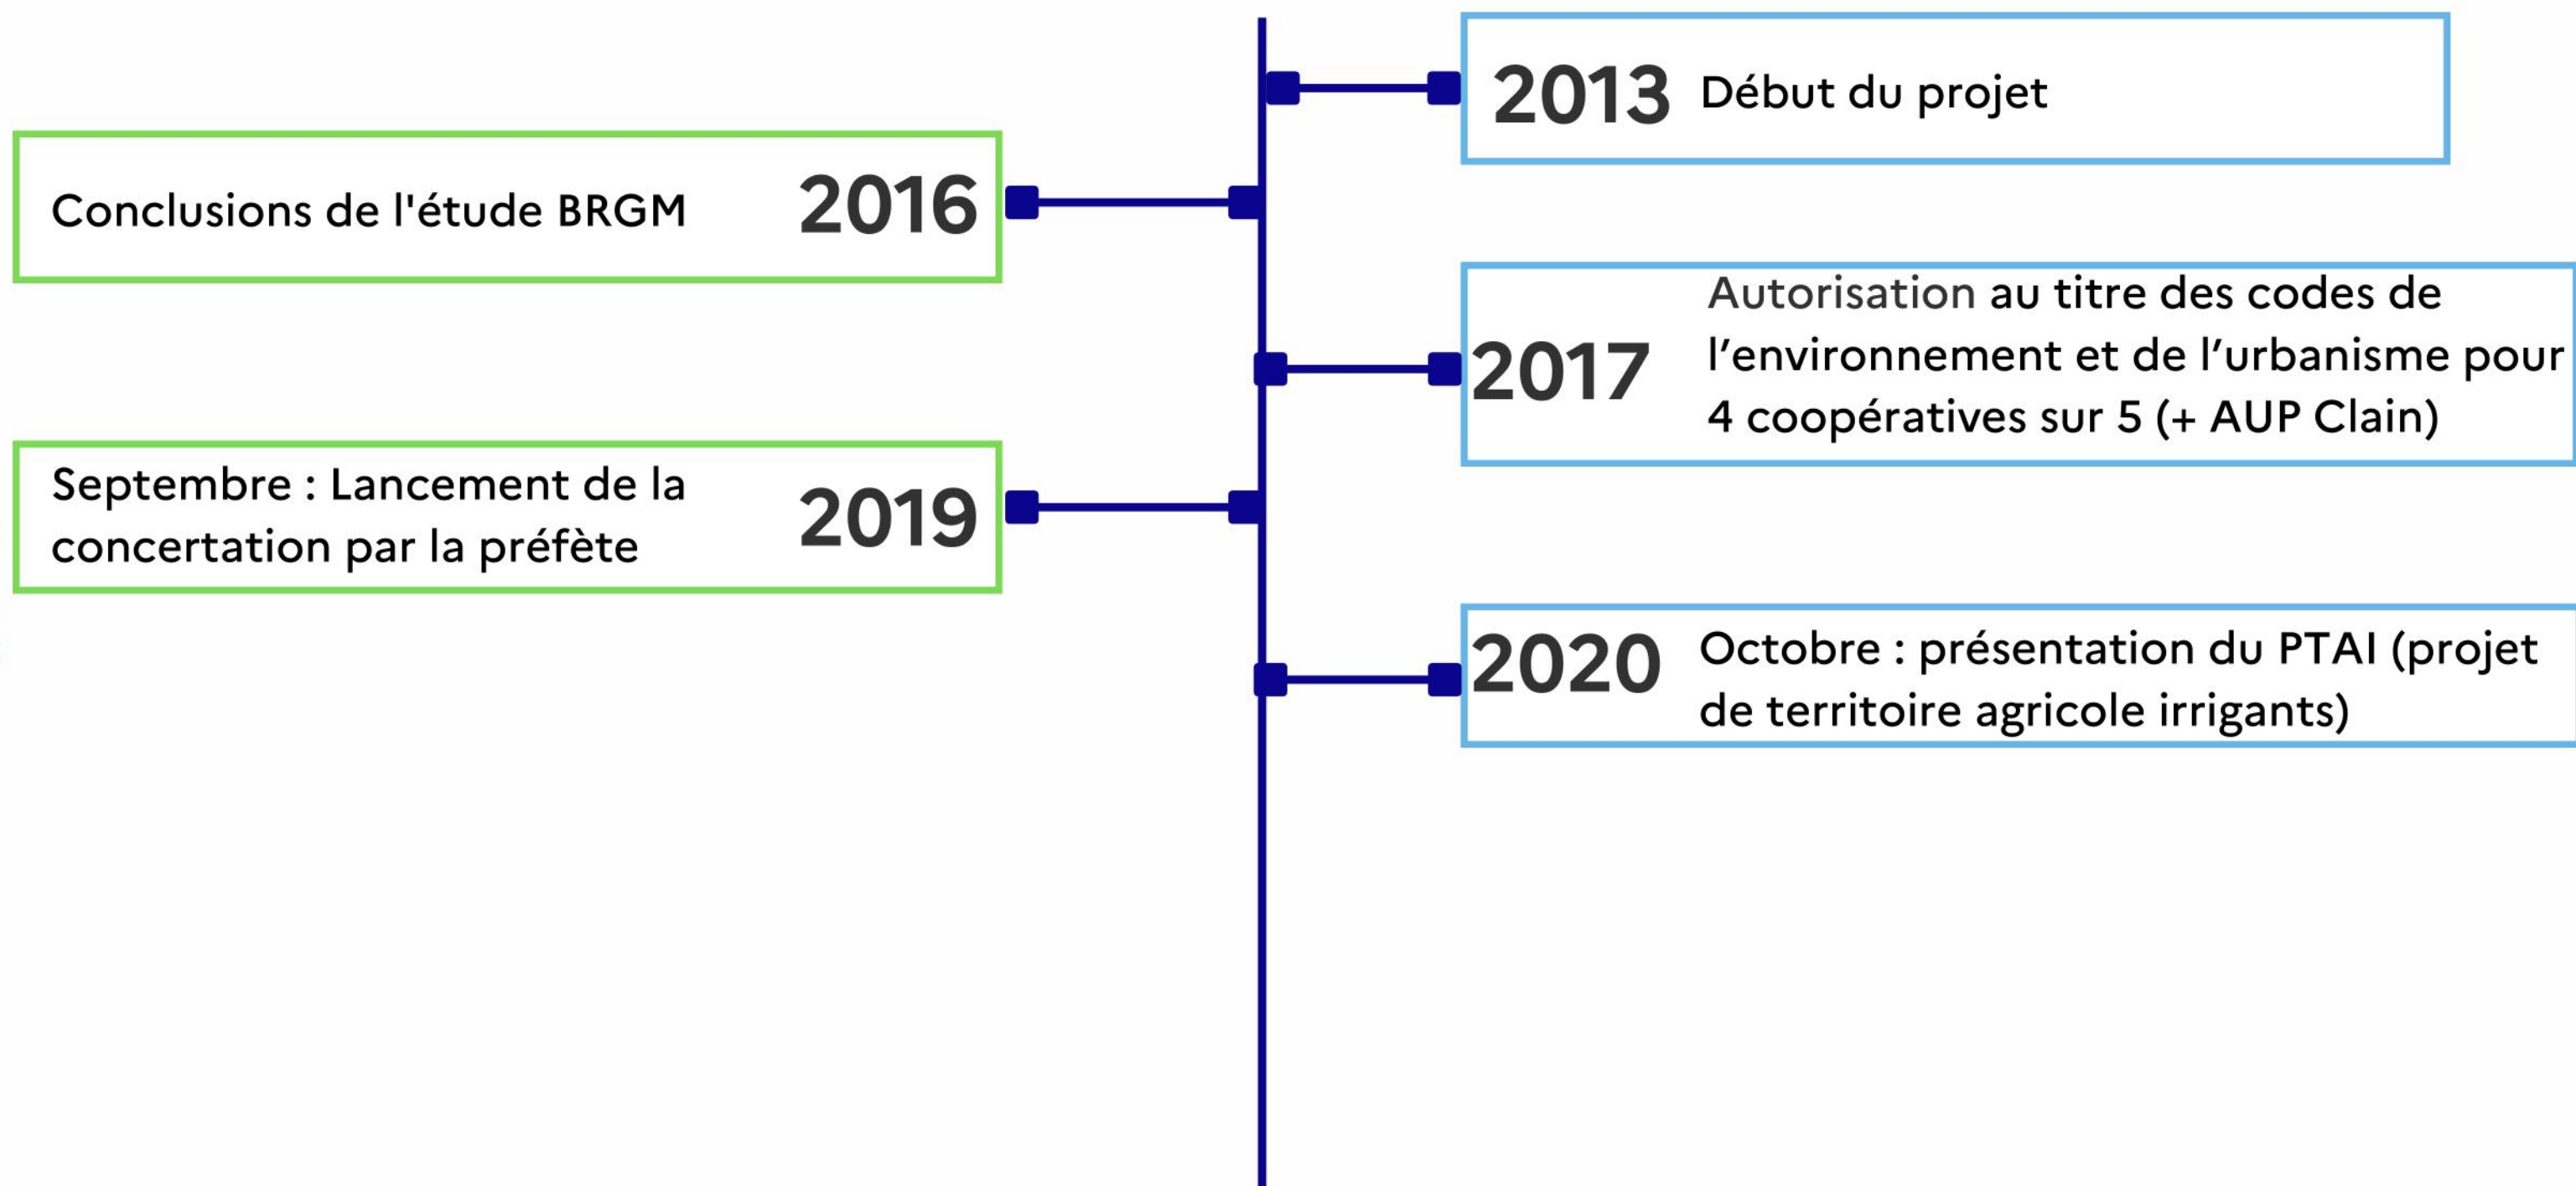 2013 Début du projet
Conclusions de l'étude BRGM 2016
2017
Autorisation au titre des codes de
l’environnement et de l’urbanisme pour
4 coopératives sur 5 (+ AUP Clain)
Septembre : Lancement de la
concertation par la préfète
2019
2020
Octobre : présentation du PTAI (projet
de territoire agricole irrigants)